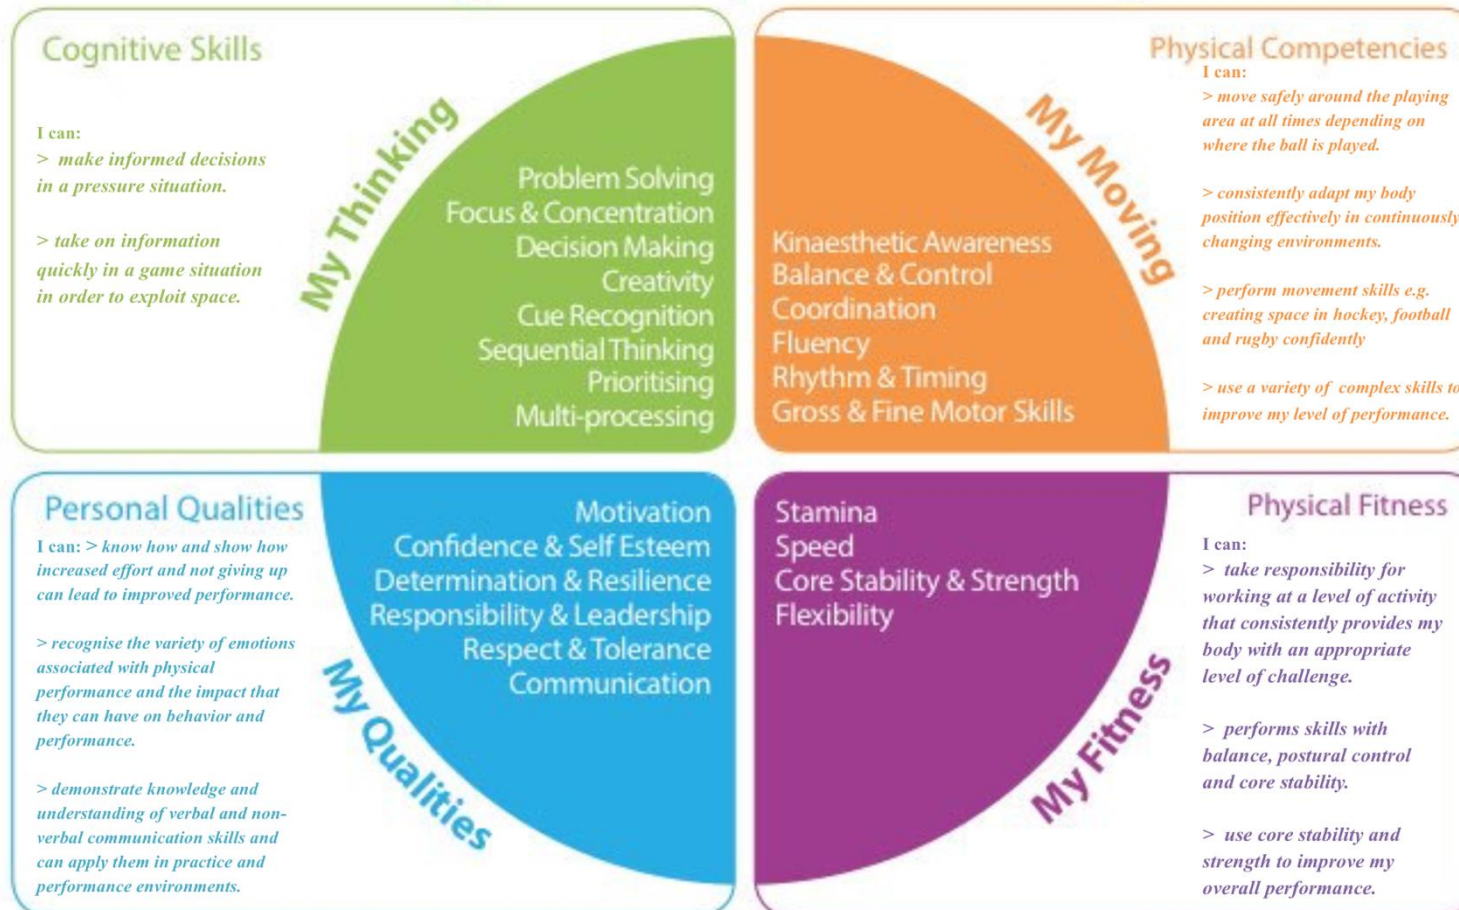 Cognitive Skills
I can:
> make informed decisions
in a pressure situation.
> take on information
quickly in a game situation
in order to exploit space.
My Thinking
Problem Solving
Focus & Concentration
Decision Making
Creativity
Cue Recognition
Sequential Thinking
Prioritising
Multi-processing
Physical Competencies
I can:
> move safely around the playing
area at all times depending on
where the ball is played.
> consistently adapt my body
position effectively in continuously
changing environments.
> perform movement skills e.g.
creating space in hockey, football
and rugby confidently
> use a variety of complex skills to
improve my level of performance.
My Moving
Kinaesthetic Awareness
Balance & Control
Coordination
Fluency
Rhythm & Timing
Gross & Fine Motor Skills
Personal Qualities
I can: > know how and show how
increased effort and not giving up
can lead to improved performance.
> recognise the variety of emotions
associated with physical
performance and the impact that
they can have on behavior and
performance.
> demonstrate knowledge and
understanding of verbal and non-
verbal communication skills and
can apply them in practice and
performance environments.
My Qualities
Motivation
Confidence & Self Esteem
Determination & Resilience
Responsibility & Leadership
Respect & Tolerance
Communication
Physical Fitness
I can:
> take responsibility for
working at a level of activity
that consistently provides my
body with an appropriate
level of challenge.
> performs skills with
balance, postural control
and core stability.
> use core stability and
strength to improve my
overall performance.
My Fitness
Stamina
Speed
Core Stability & Strength
Flexibility